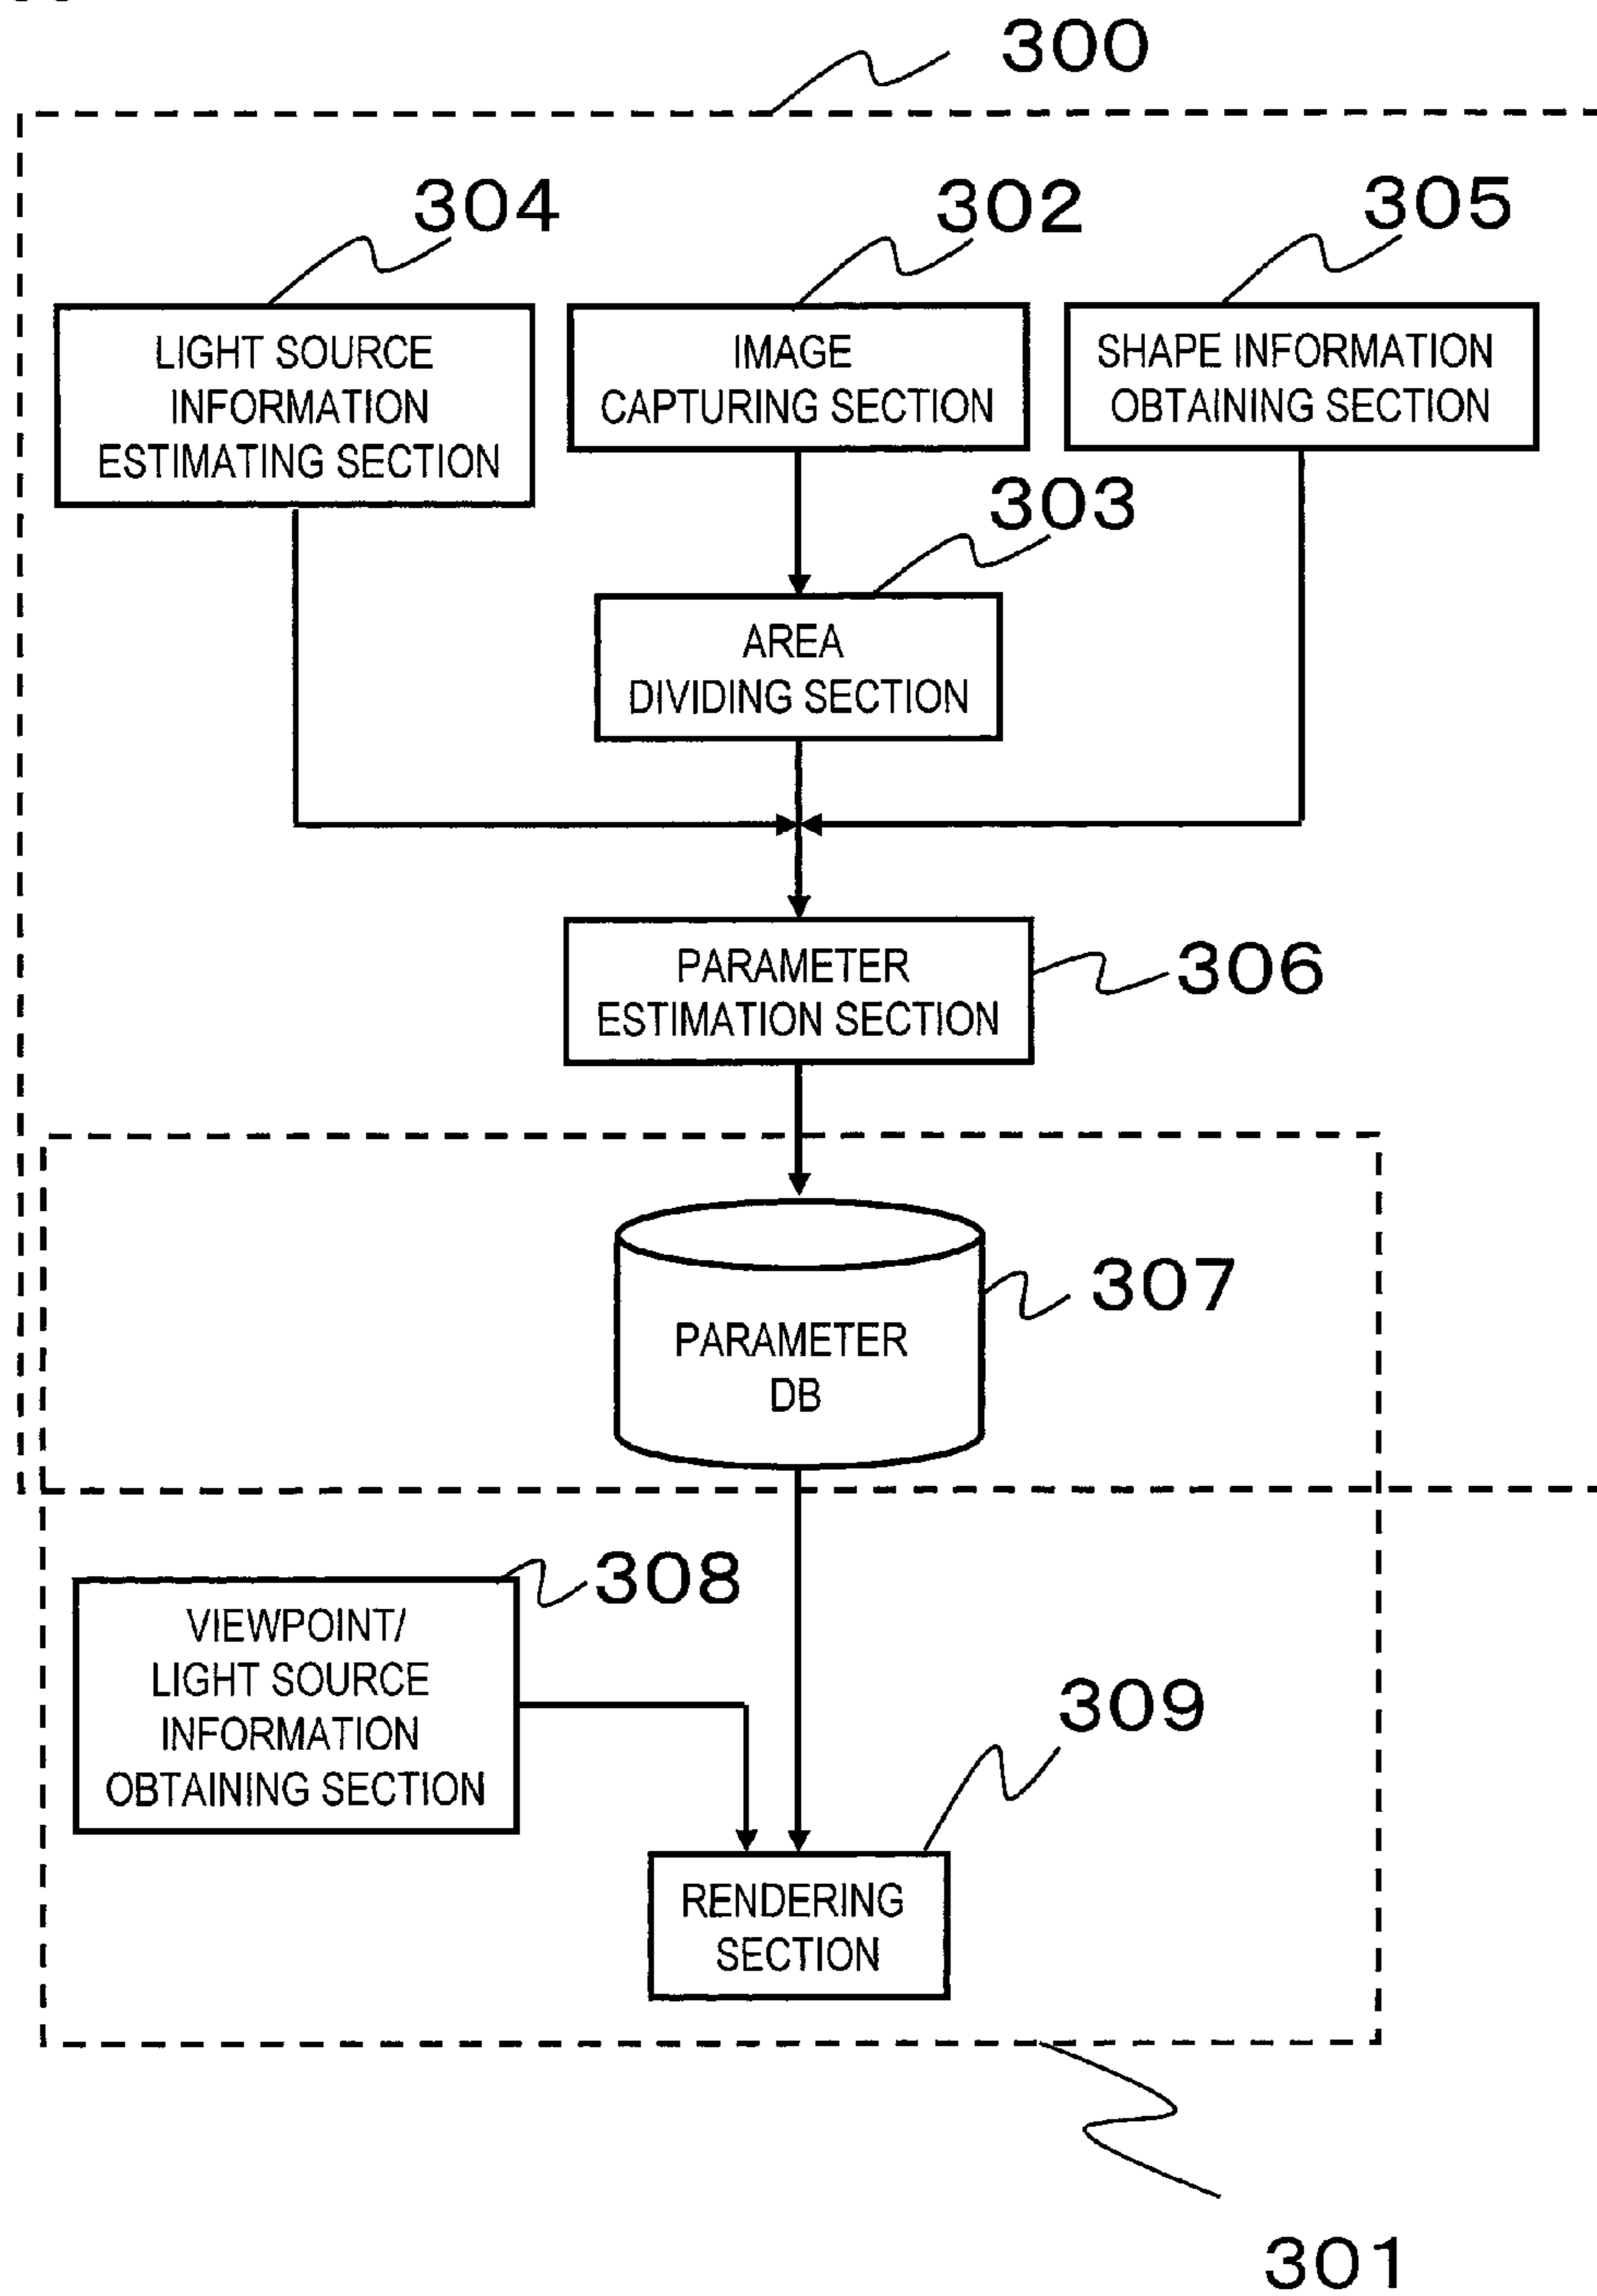 300
304
302
305
LIGHT SOURCE
INFORMATION
ESTIMATING SECTION
IMAGE
CAPTURING SECTION
SHAPE INFORMATION
OBTAINING SECTION
303
AREA
DIVIDING SECTION
PARAMETER
ESTIMATION SECTION
306
307
PARAMETER
DB
308
VIEWPOINT/
LIGHT SOURCE
INFORMATION
OBTAINING SECTION
309
RENDERING
SECTION
301